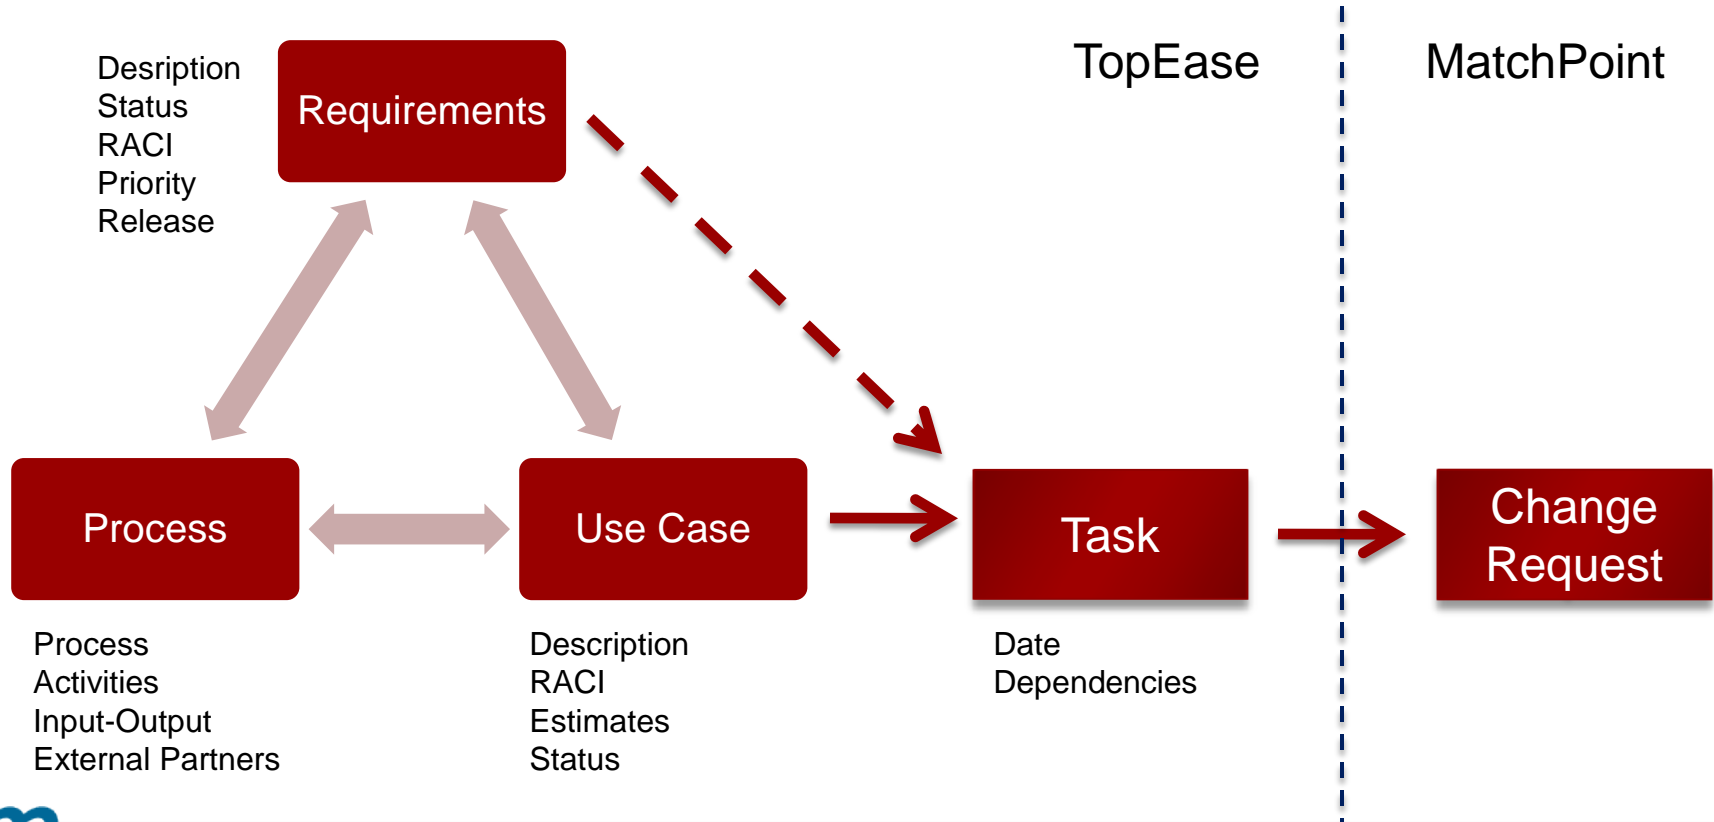 TopEase
MatchPoint
Desription
Status
RACI
Priority
Release
Requirements
Process
Use Case
Task
Change
Request
Process
Activities
Input-Output
External Partners
Description
RACI
Estimates
Status
Date
Dependencies